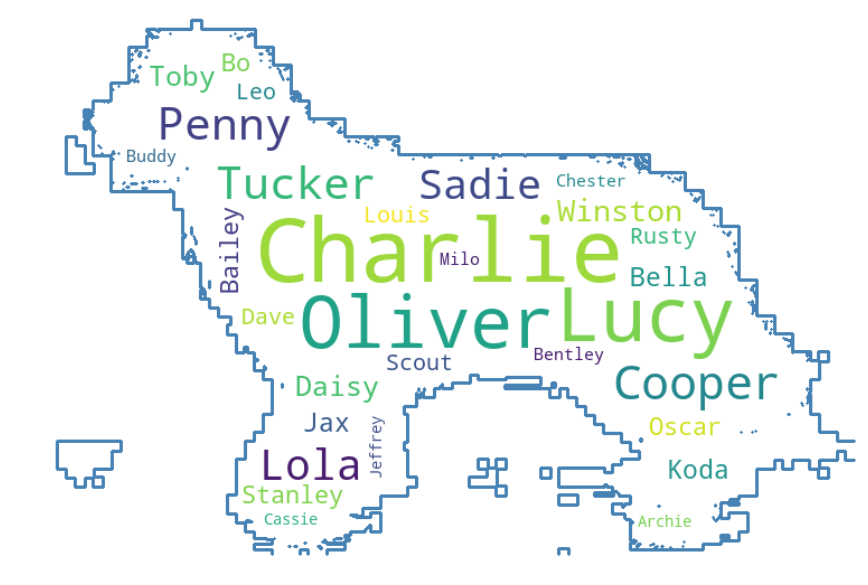 Bo
Toby
Leo
Penny
Buddy
Tucker
Sadie
Chester
Louis
Winston
Bailey
Charlie
Rusty
Milo
Bella
Dave
Oliver
Lucy
Bentley
Scout
Daisy
Cooper
Jax
Oscar
Jeffrey
Lola
Koda
Stanley
Cassie
Archie